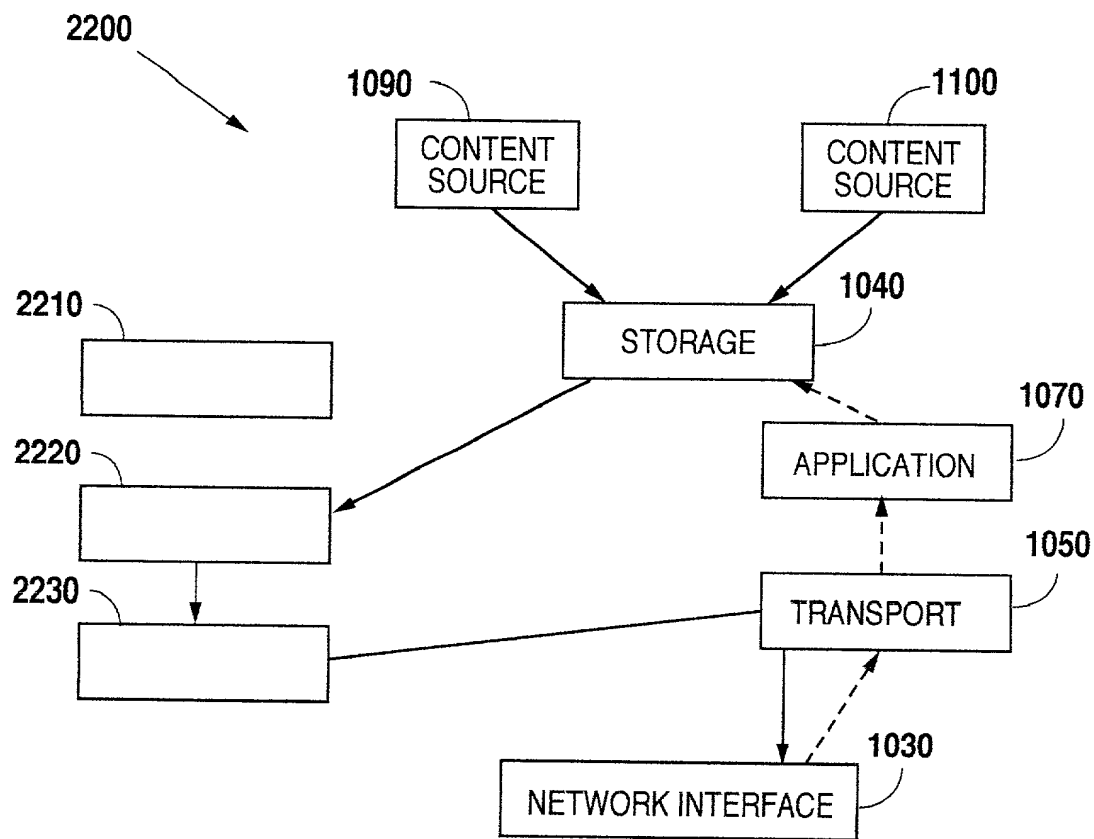 2200
1090
1100
CONTENT
SOURCE
CONTENT
SOURCE
2210
1040
STORAGE
1070
2220
APPLICATION
1050
2230
TRANSPORT
1030
NETWORK INTERFACE